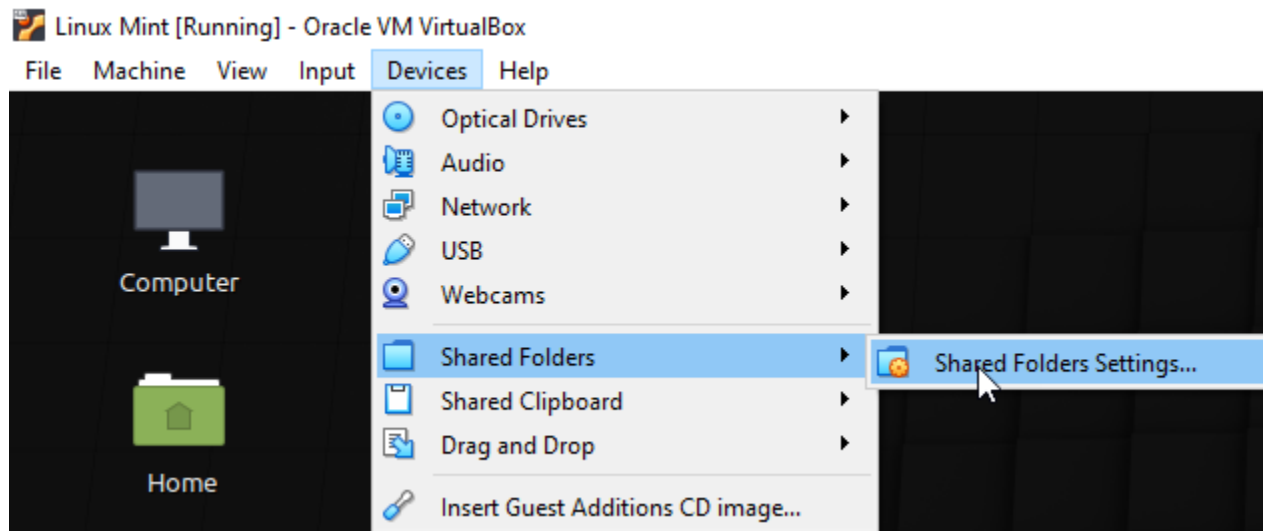 Linux Mint [Running] - Oracle VM VirtualBox
File Machine View Input Devices Help
Optical Drives
Audio
Network
USB
Webcams
Shared Folders
Shared Folders Settings...
Shared Clipboard
Drag and Drop
Insert Guest Additions CD image...
Computer
Home